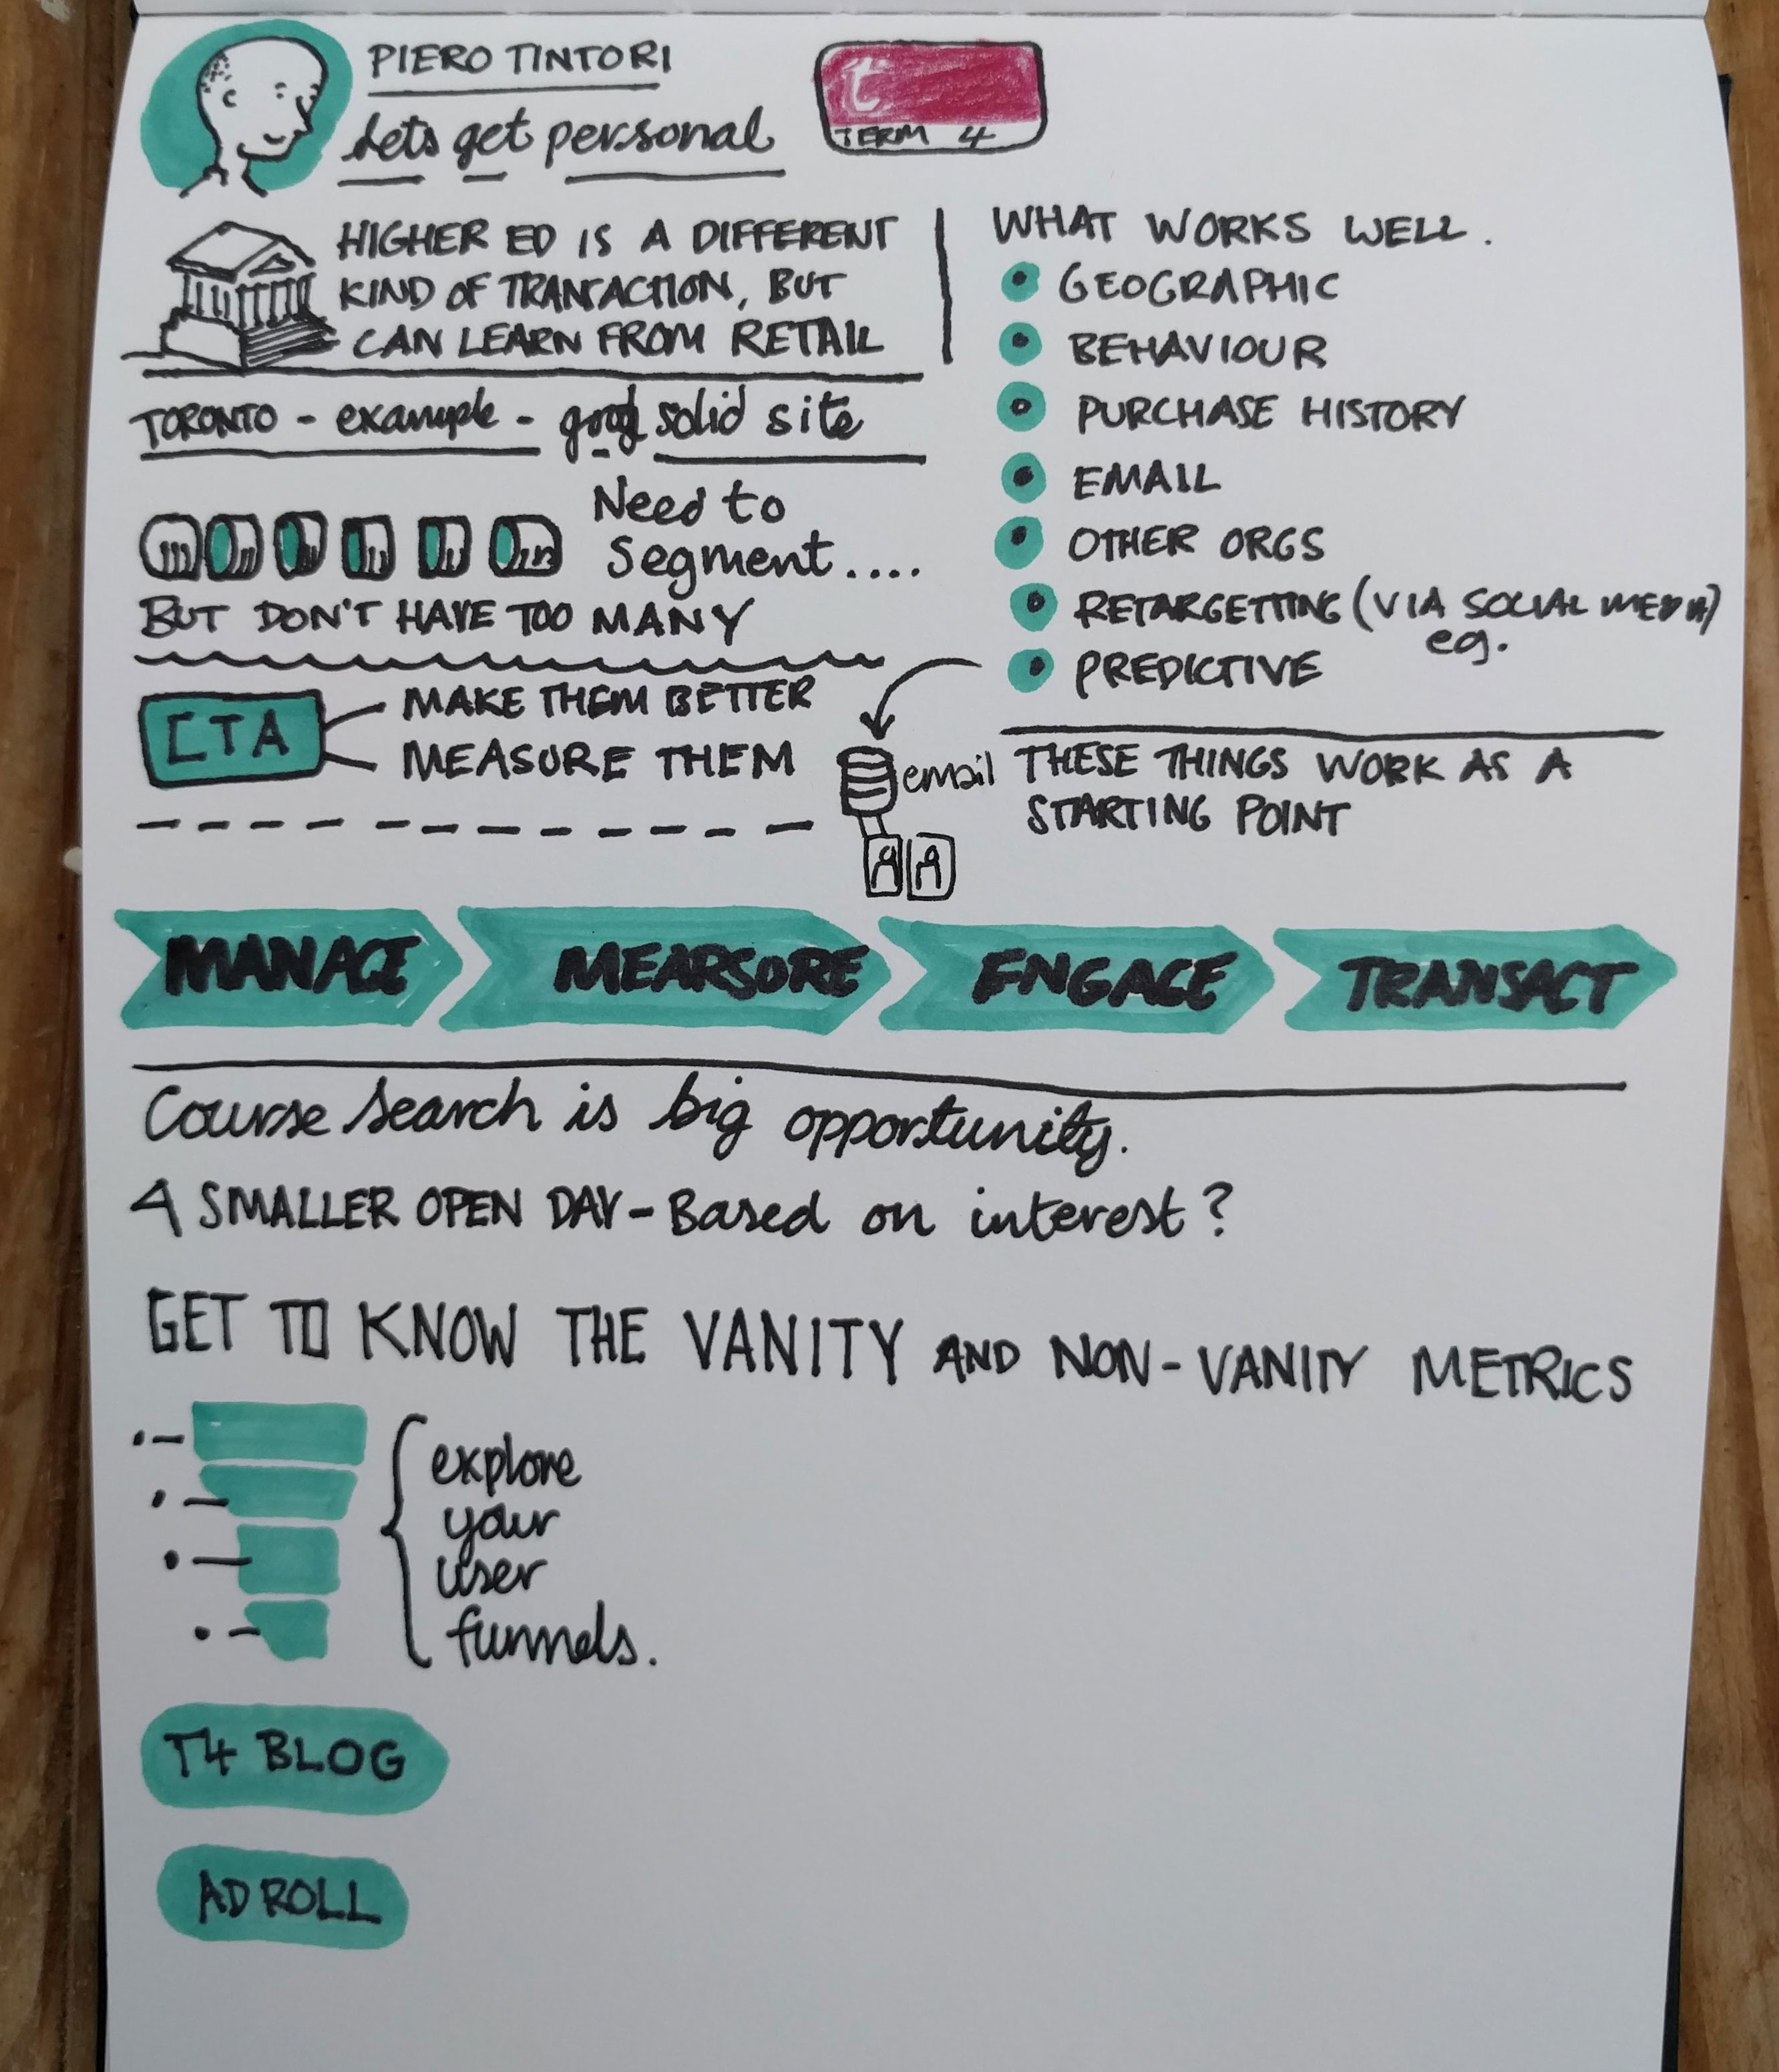 PIERO TINTORI
Lets get personal
t
TERM 4
HIGHER ED IS A DIFFERENT
KIND OF TRANSACTION, BUT
CAN LEARN FROM RETAIL
TORONTO - example - good solid site
Need to
Segment....
BUT DON'T HAVE TOO MANY
CTA
MAKE THEM BETTER
MEASURE THEM
WHAT WORKS WELL.
GEOGRAPHIC
BEHAVIOUR
PURCHASE HISTORY
EMAIL
OTHER ORGS
RETARGETTING (VIA SOCIAL MEDIA)
eg.
PREDICTIVE
email
THESE THINGS WORK AS A
STARTING POINT
MANAGE
MEARSURE
ENGAGE
TRANSACT
Course search is big opportunity.
4 SMALLER OPEN DAY - Based on interest?
GET TO KNOW THE VANITY AND NON-VANITY METRICS
explore
your
user
funnels.
T4 BLOG
AD ROLL